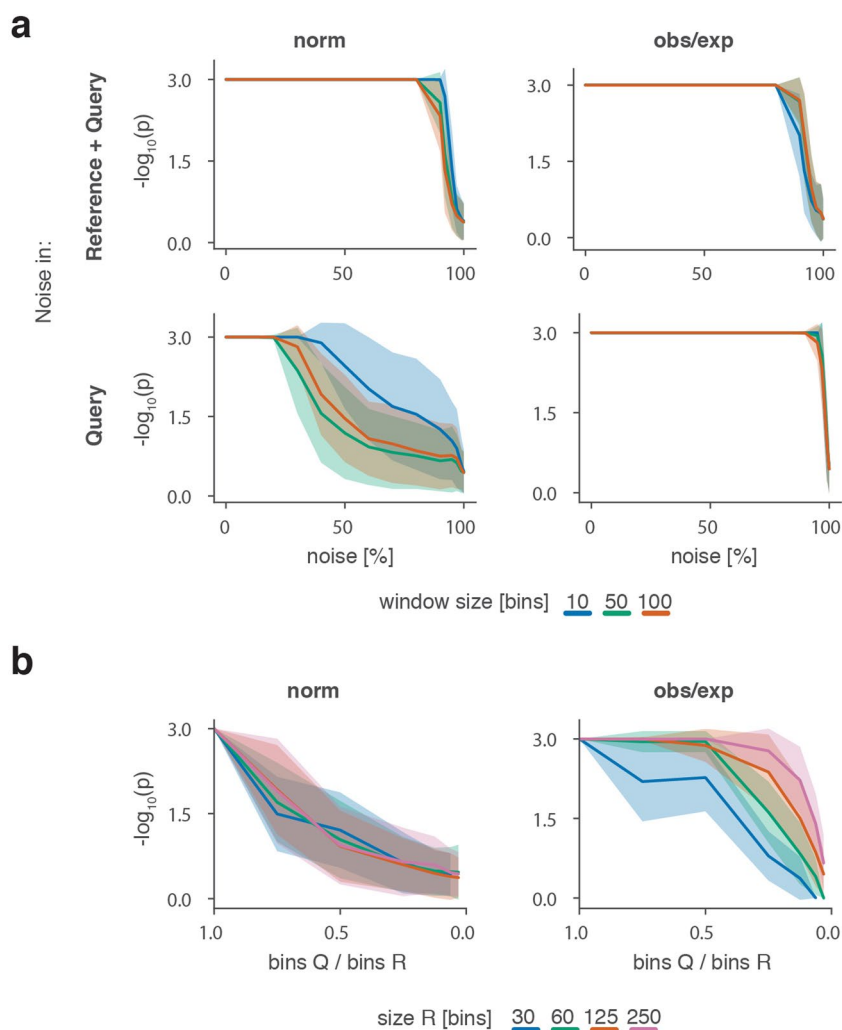 a
norm
obs/exp
Noise in:
Reference + Query
-log10(p)
3.0
1.5
0.0
0
50
100
3.0
1.5
0.0
0
50
100
Query
-log10(p)
3.0
1.5
0.0
0
50
100
noise [%]
3.0
1.5
0.0
0
50
100
noise [%]
window size [bins] 10 50 100
b
norm
obs/exp
-log10(p)
3.0
1.5
0.0
1.0
0.5
0.0
bins Q / bins R
3.0
1.5
0.0
1.0
0.5
0.0
bins Q / bins R
size R [bins] 30 60 125 250